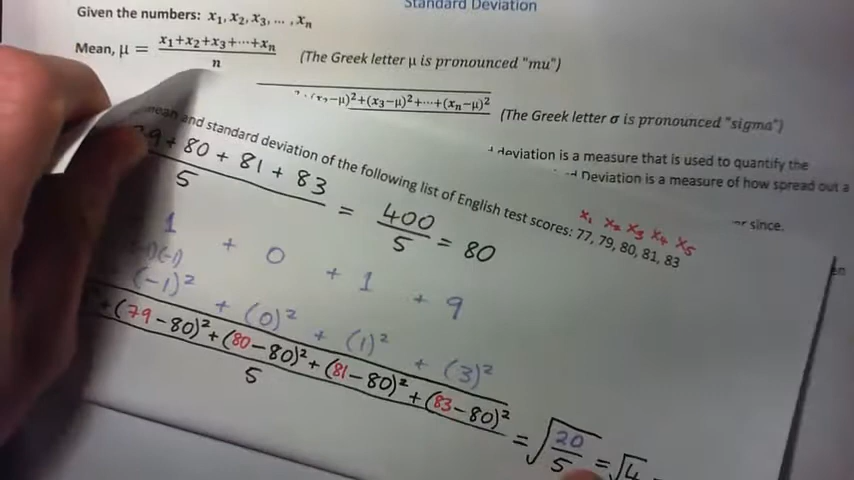 Standard Deviation
Given the numbers: x₁, x₂, x₃, ... , xₙ
Mean, μ = x₁+x₂+x₃+⋯+xₙ / n (The Greek letter μ is pronounced "mu")
−μ)²+(x₃−μ)²+⋯+(xₙ−μ)² (The Greek letter σ is pronounced "sigma")
deviation is a measure that is used to quantify the
Deviation is a measure of how spread out a
since.
mean and standard deviation of the following list of English test scores: 77, 79, 80, 81, 83
x₁ x₂ x₃ x₄ x₅
9 + 80 + 81 + 83 / 5 = 400 / 5 = 80
1 + 0 + 1 + 9
(-1)
(-1)² + (0)² + (1)² + (3)²
+(79-80)²+(80-80)²+(81-80)²+(83-80)² / 5 = √20/5 = √4